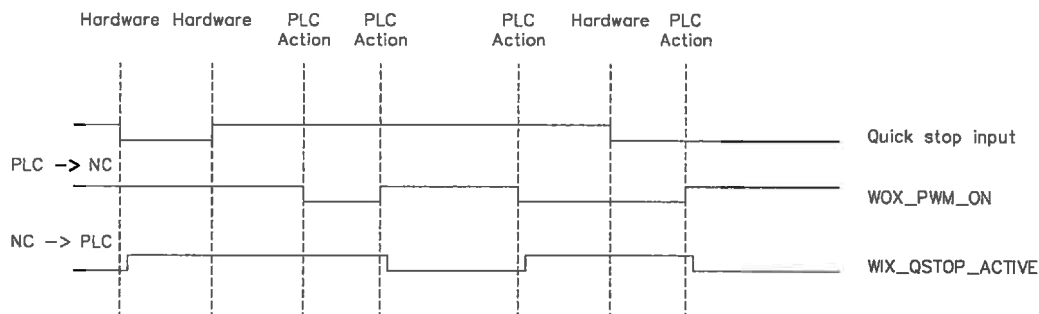 Hardware Hardware PLC Action PLC Action PLC Action Hardware PLC Action
Quick stop input
PLC -> NC
WOX_PWM_ON
NC -> PLC
WIX_QSTOP_ACTIVE